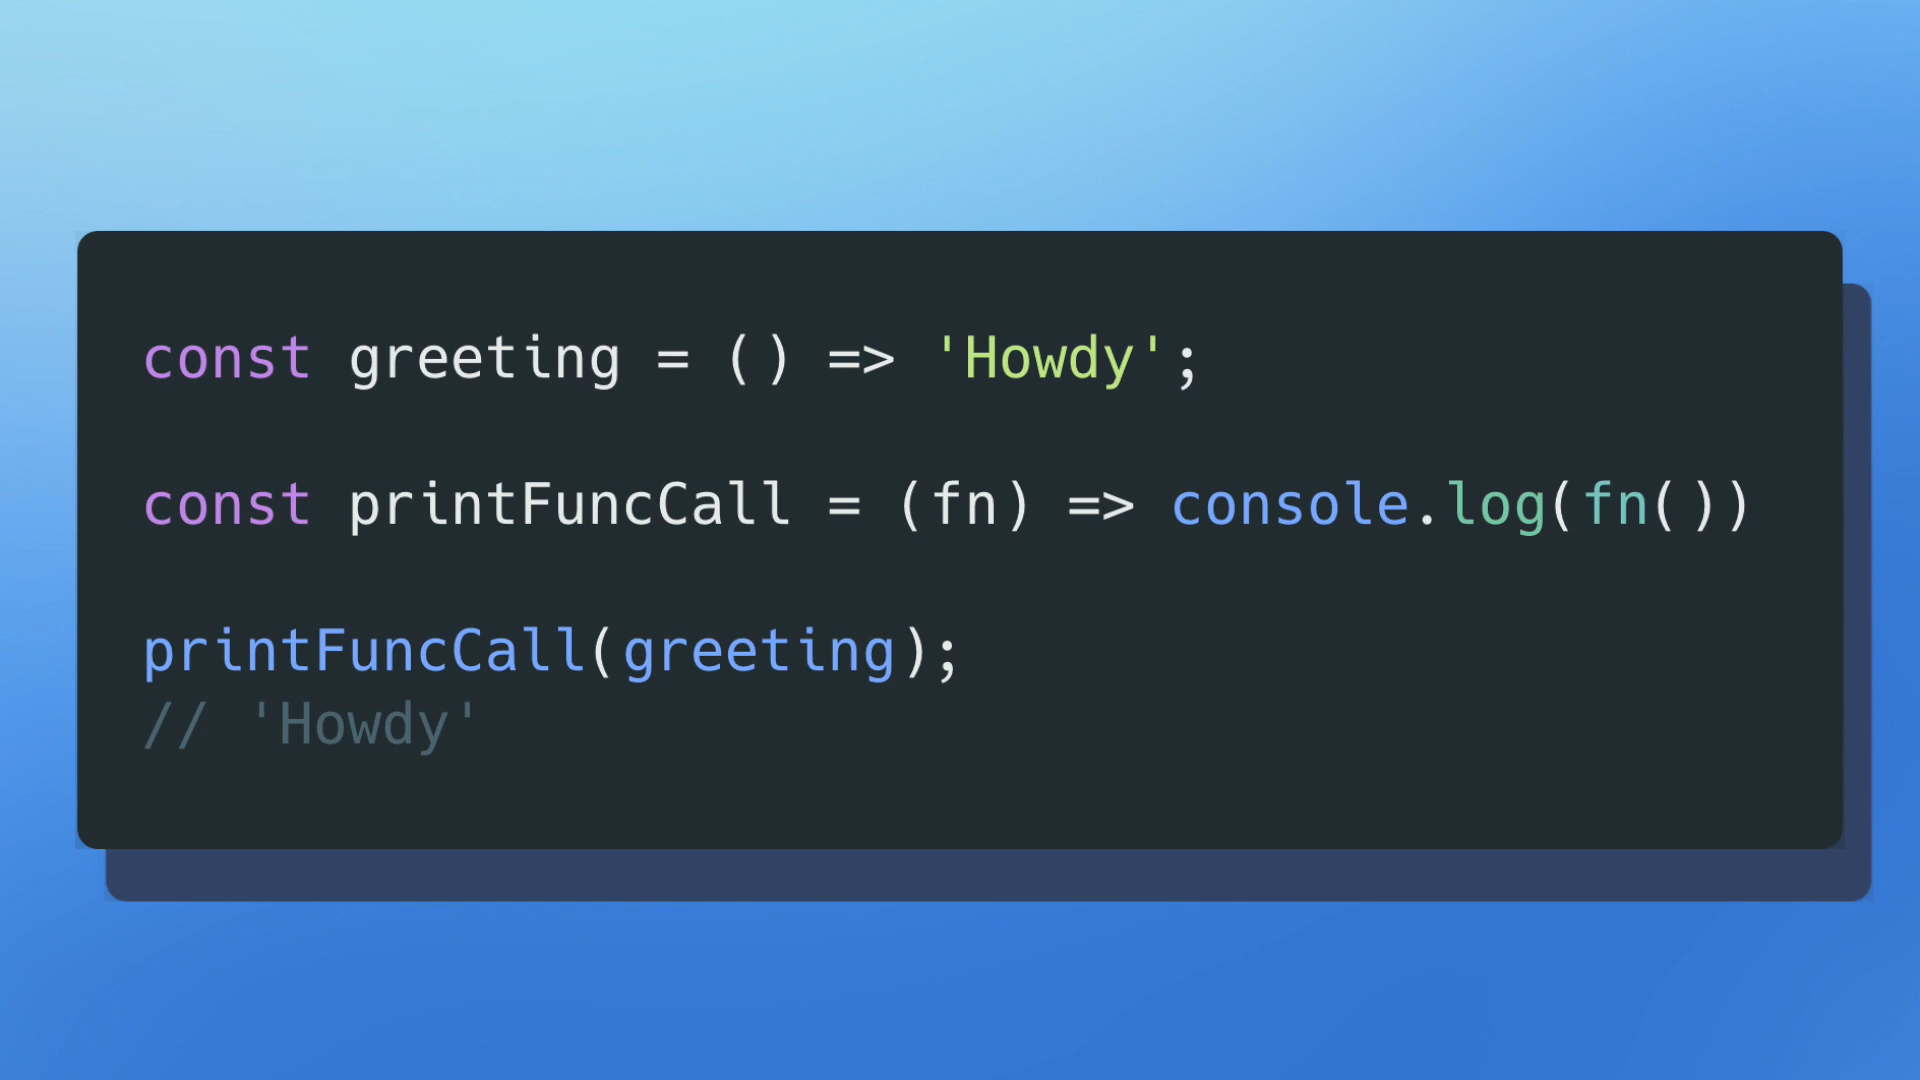 const greeting = () => 'Howdy';
const printFuncCall = (fn) => console.log(fn())
printFuncCall(greeting);
// 'Howdy'